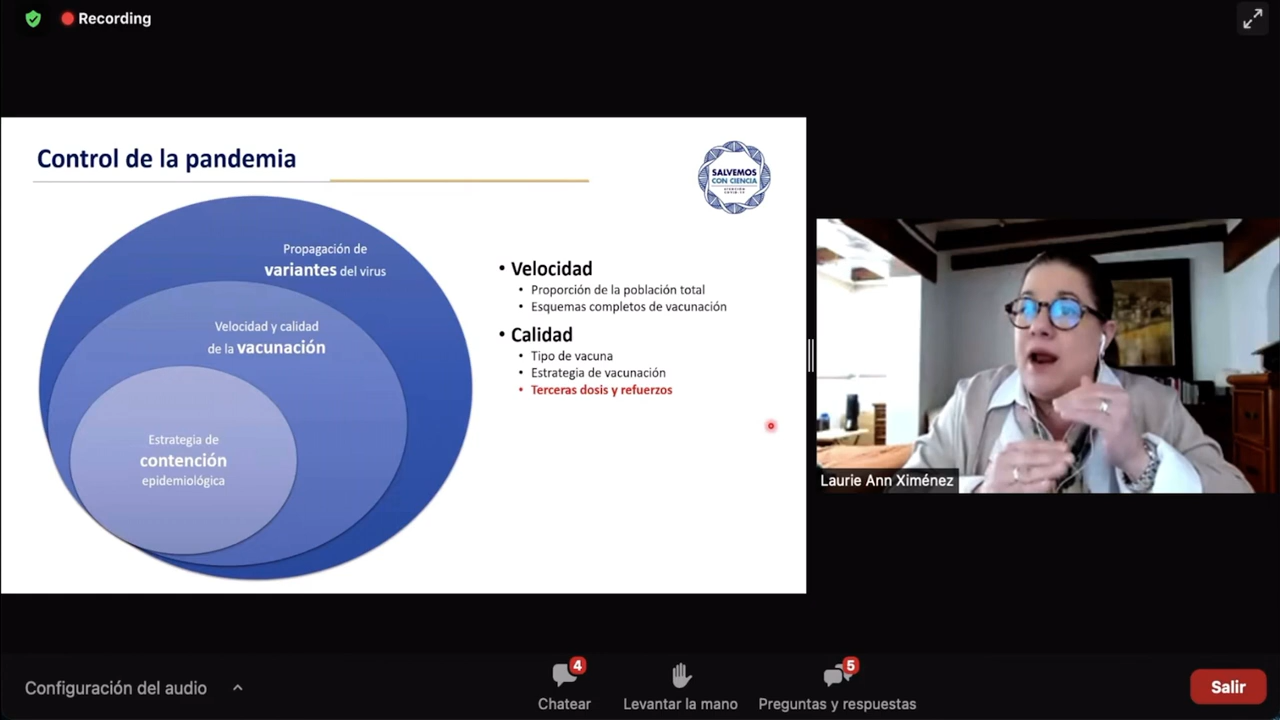 Recording
Control de la pandemia
SALVEMOS
CON CIENCIA
Propagación de
variantes del virus
Velocidad y calidad
de la vacunación
Estrategia de
contención
epidemiológica
• Velocidad
• Proporción de la población total
• Esquemas completos de vacunación
• Calidad
• Tipo de vacuna
• Estrategia de vacunación
• Terceras dosis y refuerzos
Laurie Ann Ximénez
Configuración del audio
4
Chatear
Levantar la mano
5
Preguntas y respuestas
Salir